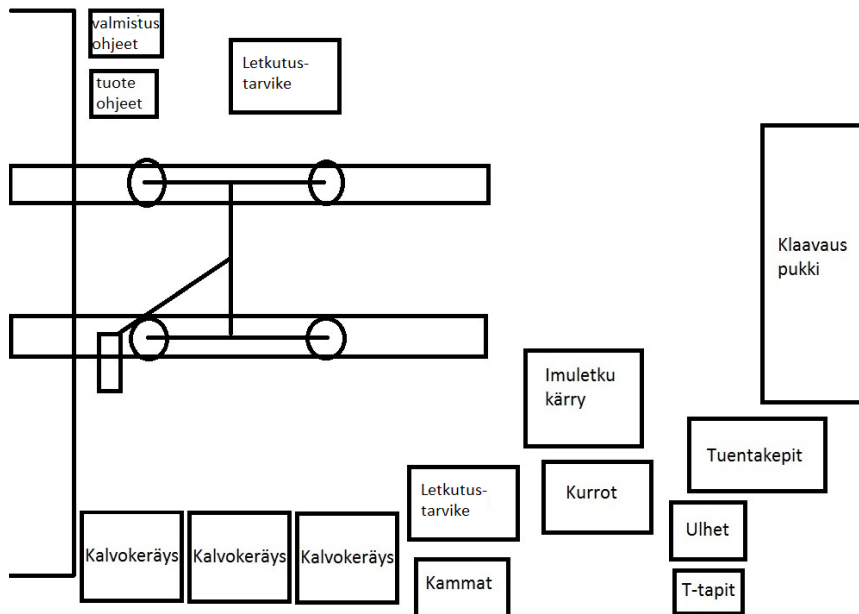 valmistus
ohjeet
tuote
ohjeet
Letkutus-
tarvike
Klaavaus
pukki
Imuletku
kärry
Tuentakepit
Letkutus-
tarvike
Kurrot
Ulhet
Kalvokeräys
Kalvokeräys
Kalvokeräys
Kammat
T-tapit